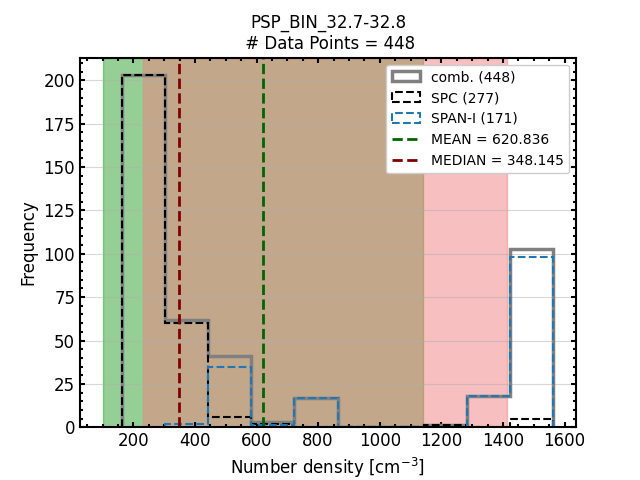 PSP_BIN_32.7-32.8
# Data Points = 448
comb. (448)
SPC (277)
SPAN-I (171)
MEAN = 620.836
MEDIAN = 348.145
Frequency
200
175
150
125
100
75
50
25
0
200 400 600 800 1000 1200 1400 1600
Number density [cm⁻³]